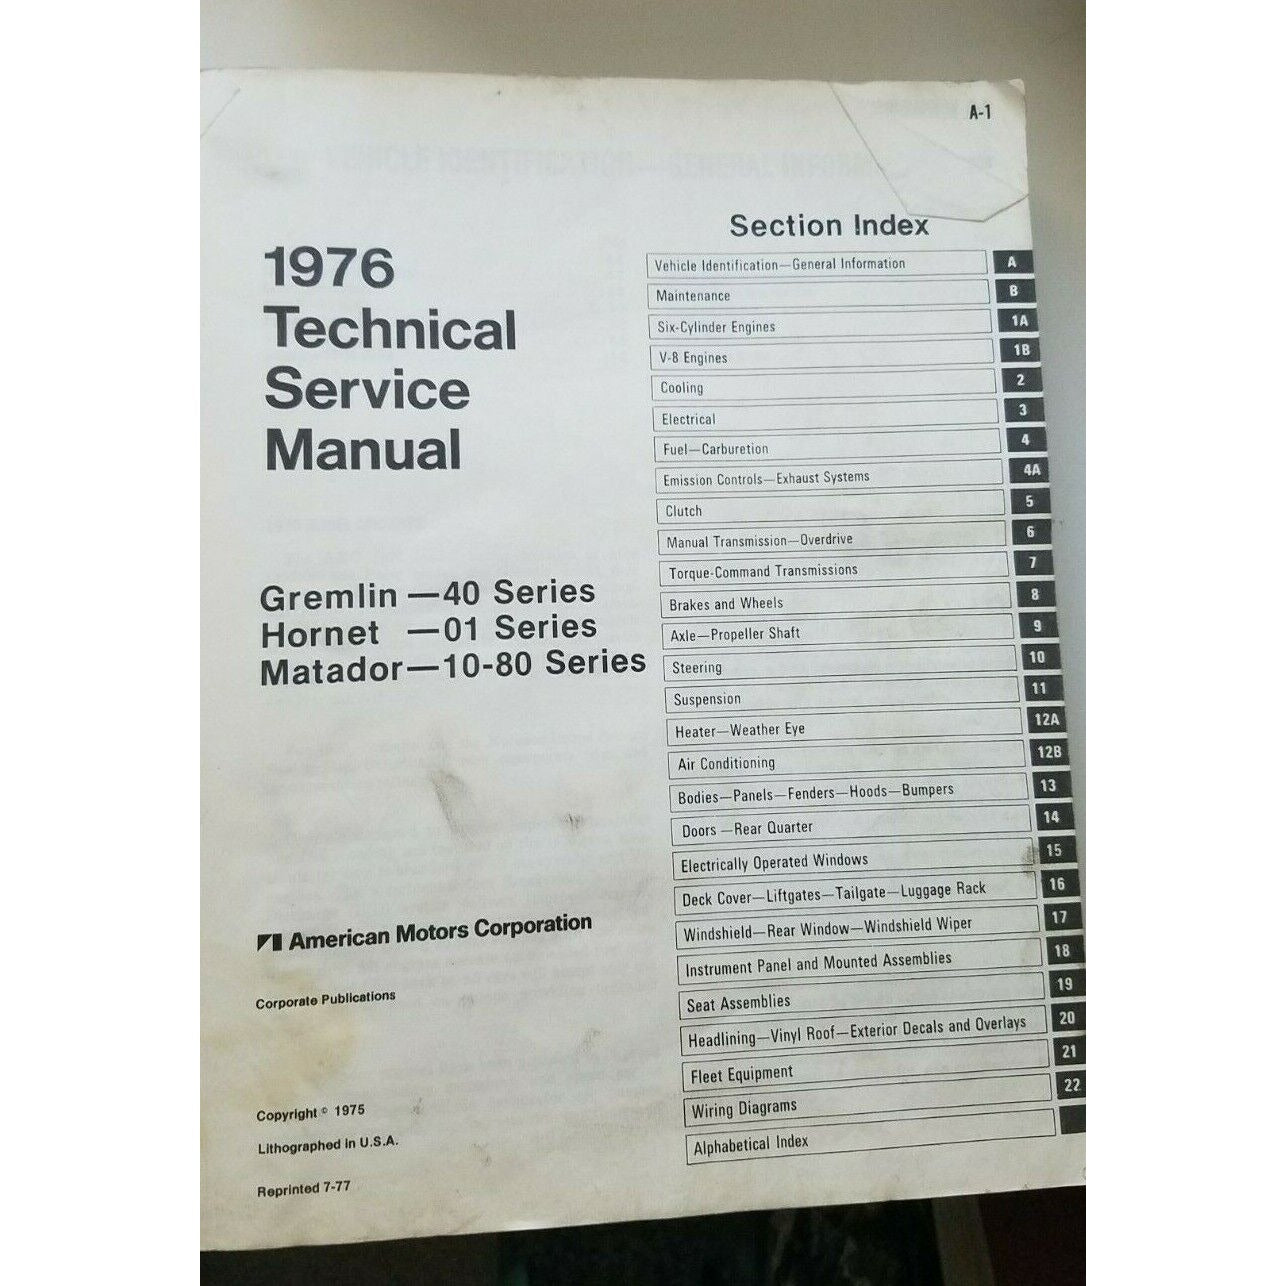 A-1
1976
Technical
Service
Manual
Gremlin —40 Series
Hornet —01 Series
Matador—10-80 Series
American Motors Corporation
Corporate Publications
Copyright © 1975
Lithographed in U.S.A.
Reprinted 7-77
Section Index
Vehicle Identification—General Information A
Maintenance B
Six-Cylinder Engines 1A
V-8 Engines 1B
Cooling 2
Electrical 3
Fuel—Carburetion 4
Emission Controls—Exhaust Systems 4A
Clutch 5
Manual Transmission—Overdrive 6
Torque-Command Transmissions 7
Brakes and Wheels 8
Axle—Propeller Shaft 9
Steering 10
Suspension 11
Heater—Weather Eye 12A
Air Conditioning 12B
Bodies—Panels—Fenders—Hoods—Bumpers 13
Doors —Rear Quarter 14
Electrically Operated Windows 15
Deck Cover—Liftgates—Tailgate—Luggage Rack 16
Windshield—Rear Window—Windshield Wiper 17
Instrument Panel and Mounted Assemblies 18
Seat Assemblies 19
Headlining—Vinyl Roof—Exterior Decals and Overlays 20
Fleet Equipment 21
Wiring Diagrams 22
Alphabetical Index